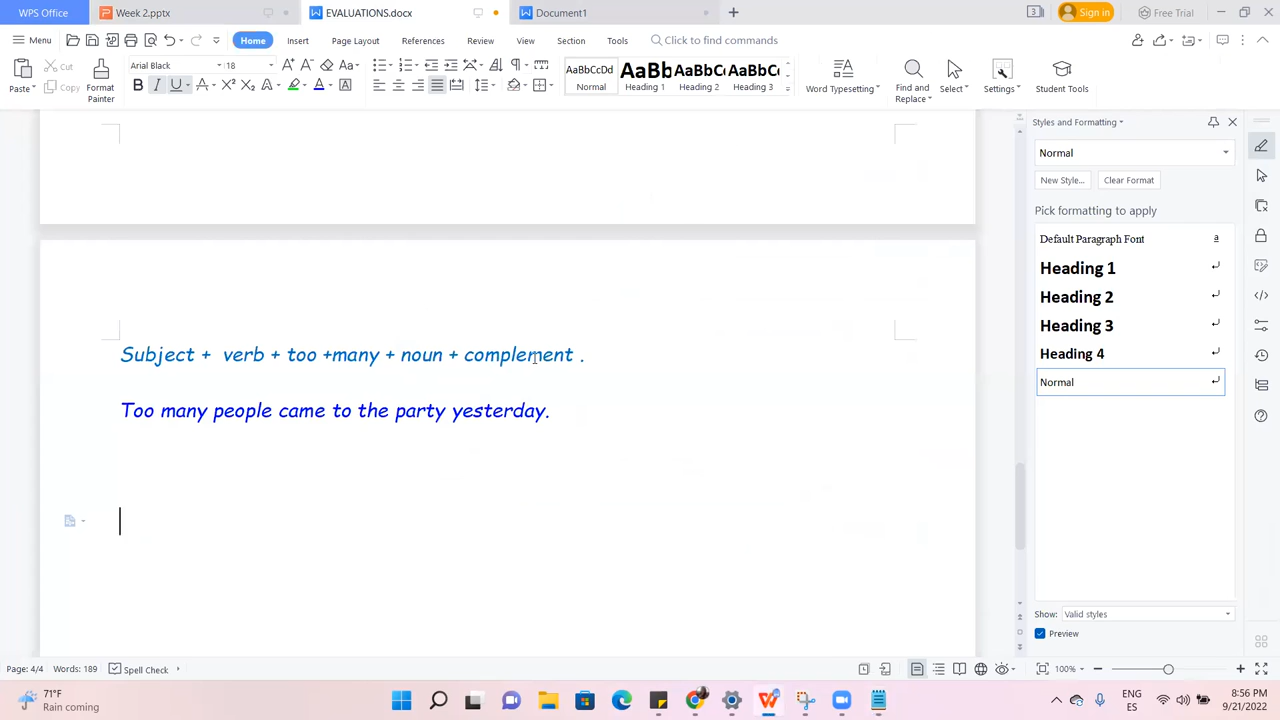 WPS Office
Week 2.pptx
EVALUATIONS.docx
Document1
Sign in
Free Trial
Menu
Home
Insert
Page Layout
References
Review
View
Section
Tools
Click to find commands
Paste
Cut
Copy
Format
Painter
Arial Black
18
AaBbCcDd
Normal
AaBb
Heading 1
AaBbC
Heading 2
AaBbC
Heading 3
Word Typesetting
Find and
Replace
Select
Settings
Student Tools
Styles and Formatting
Normal
New Style...
Clear Format
Pick formatting to apply
Default Paragraph Font a
Heading 1
Heading 2
Heading 3
Heading 4
Normal
Show: Valid styles
Preview
Subject + verb + too +many + noun + complement .
Too many people came to the party yesterday.
Page: 4/4 Words: 189 Spell Check
100%
71°F
Rain coming
ENG
ES
8:56 PM
9/21/2022